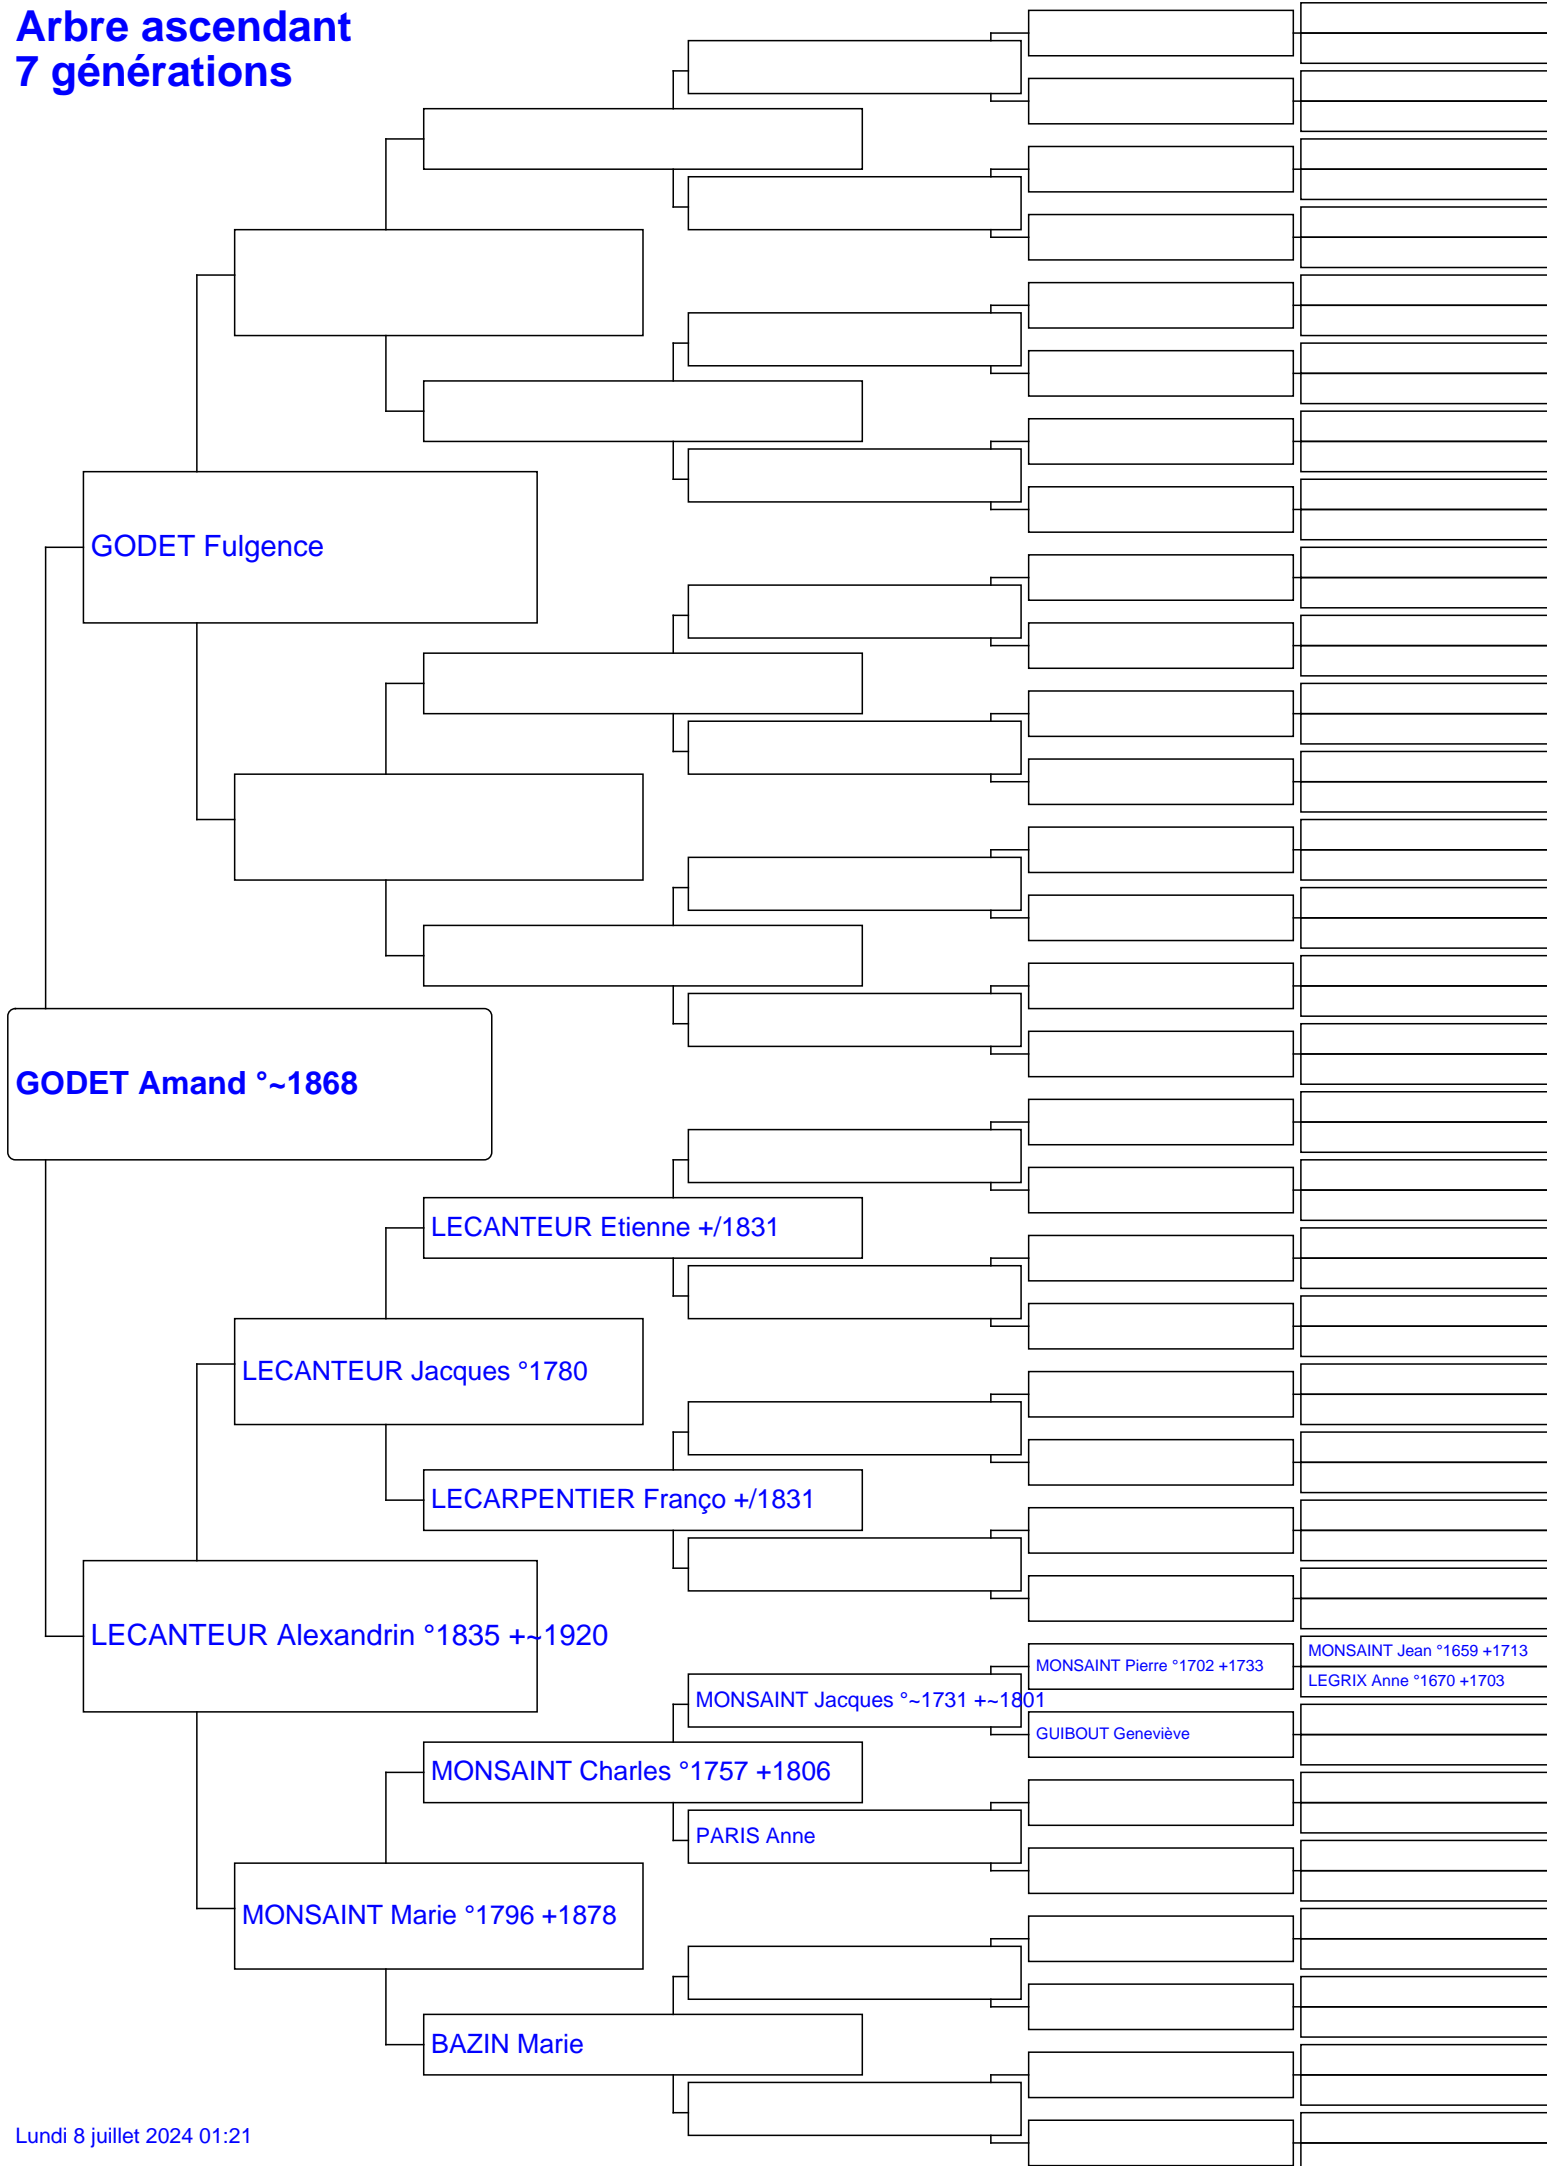 Arbre ascendant
7 générations
GODET Fulgence
GODET Amand °~1868
LECANTEUR Etienne +/1831
LECANTEUR Jacques °1780
LECARPENTIER Franço +/1831
LECANTEUR Alexandrin °1835 +~1920
MONSAINT Jean °1659 +1713
MONSAINT Pierre °1702 +1733
LEGRIX Anne °1670 +1703
MONSAINT Jacques °~1731 +~1801
GUIBOUT Geneviève
MONSAINT Charles °1757 +1806
PARIS Anne
MONSAINT Marie °1796 +1878
BAZIN Marie
Lundi 8 juillet 2024 01:21